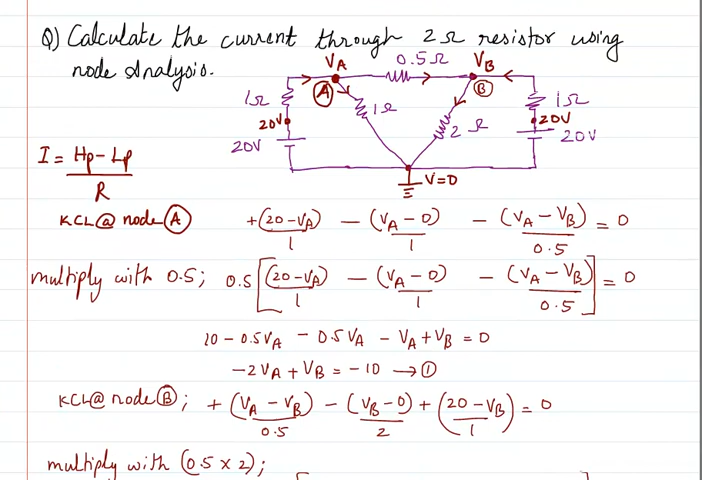 Q) Calculate the current through 2Ω resistor using
node Analysis.
VA 0.5Ω VB
A B
1Ω 1Ω 2Ω 1Ω
20V 20V
20V 20V
V=0
I = Hp - Lp / R
KCL@ node A +(20-VA)/1 - (VA-0)/1 - (VA-VB)/0.5 = 0
multiply with 0.5; 0.5[(20-VA)/1 - (VA-0)/1 - (VA-VB)/0.5] = 0
10 - 0.5VA - 0.5VA - VA + VB = 0
-2VA + VB = -10 → ①
KCL@ node B; +(VA-VB)/0.5 - (VB-0)/2 + (20-VB)/1 = 0
multiply with (0.5 x 2);